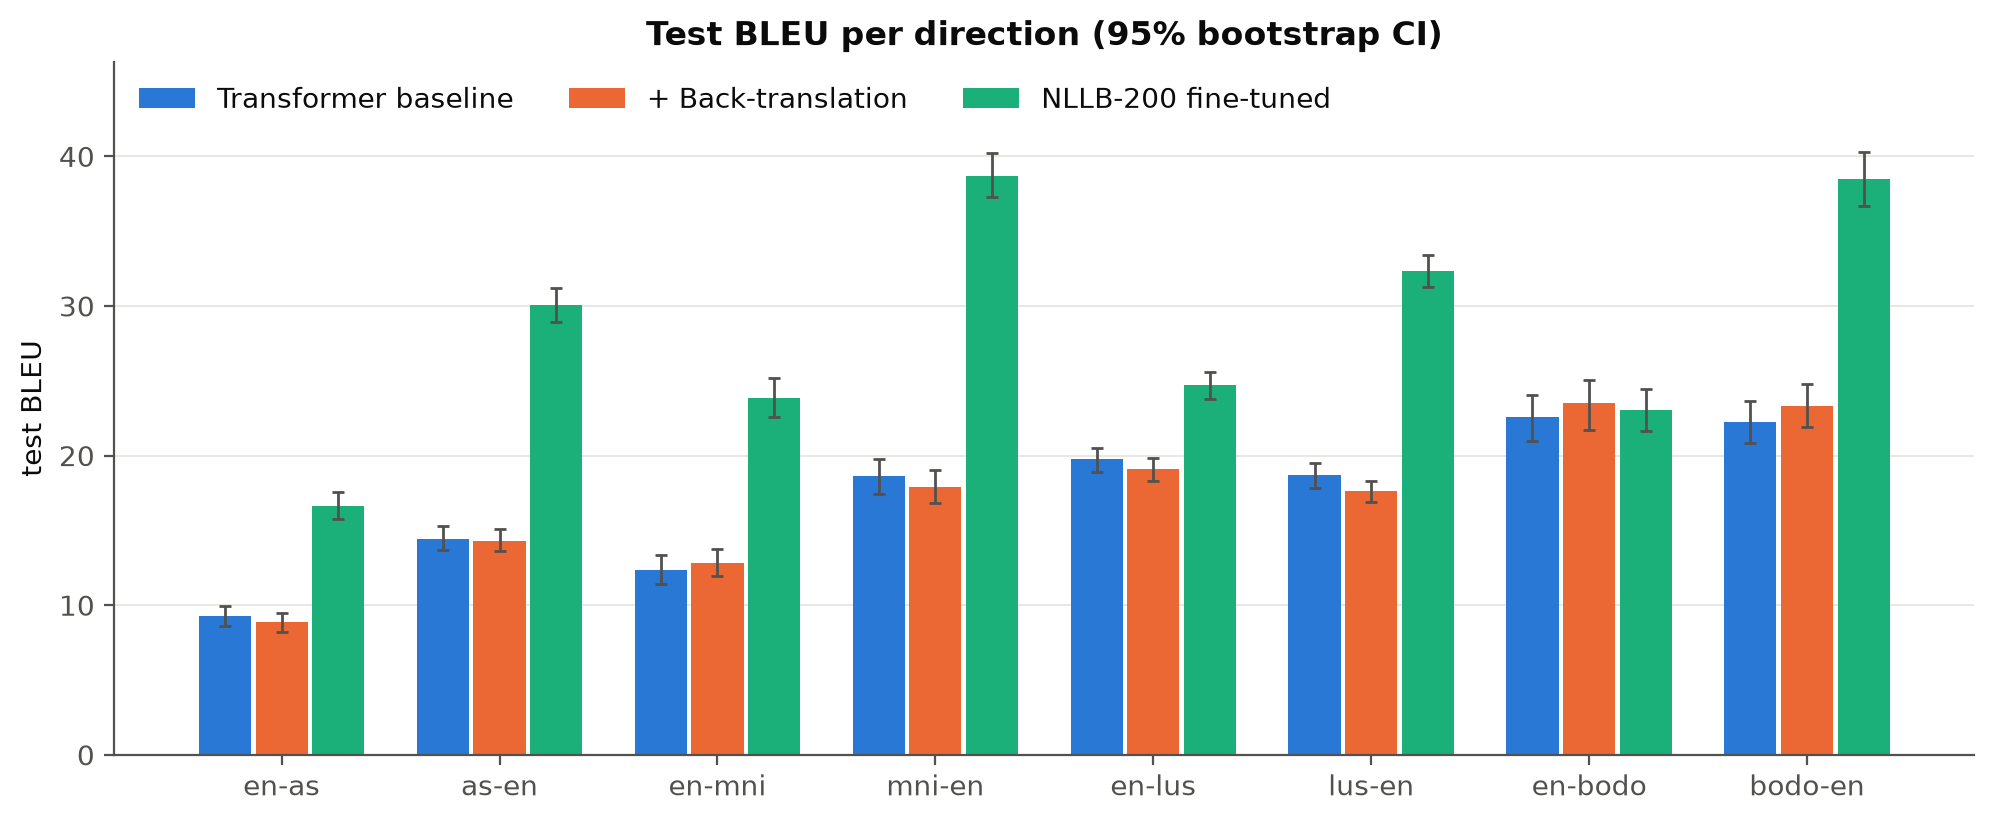 Test BLEU per direction (95% bootstrap CI)
Transformer baseline
+ Back-translation
NLLB-200 fine-tuned
test BLEU
40
30
20
10
0
en-as
as-en
en-mni
mni-en
en-lus
lus-en
en-bodo
bodo-en